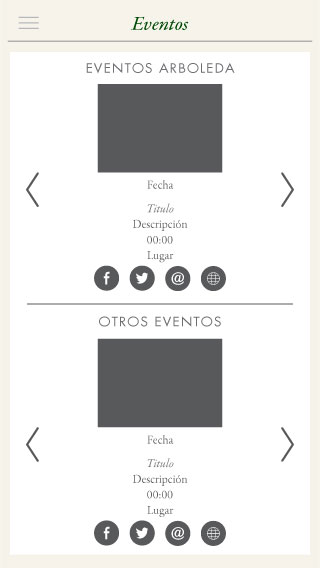 Eventos
EVENTOS ARBOLEDA
Fecha
Título
Descripción
00:00
Lugar
@
OTROS EVENTOS
Fecha
Título
Descripción
00:00
Lugar
@